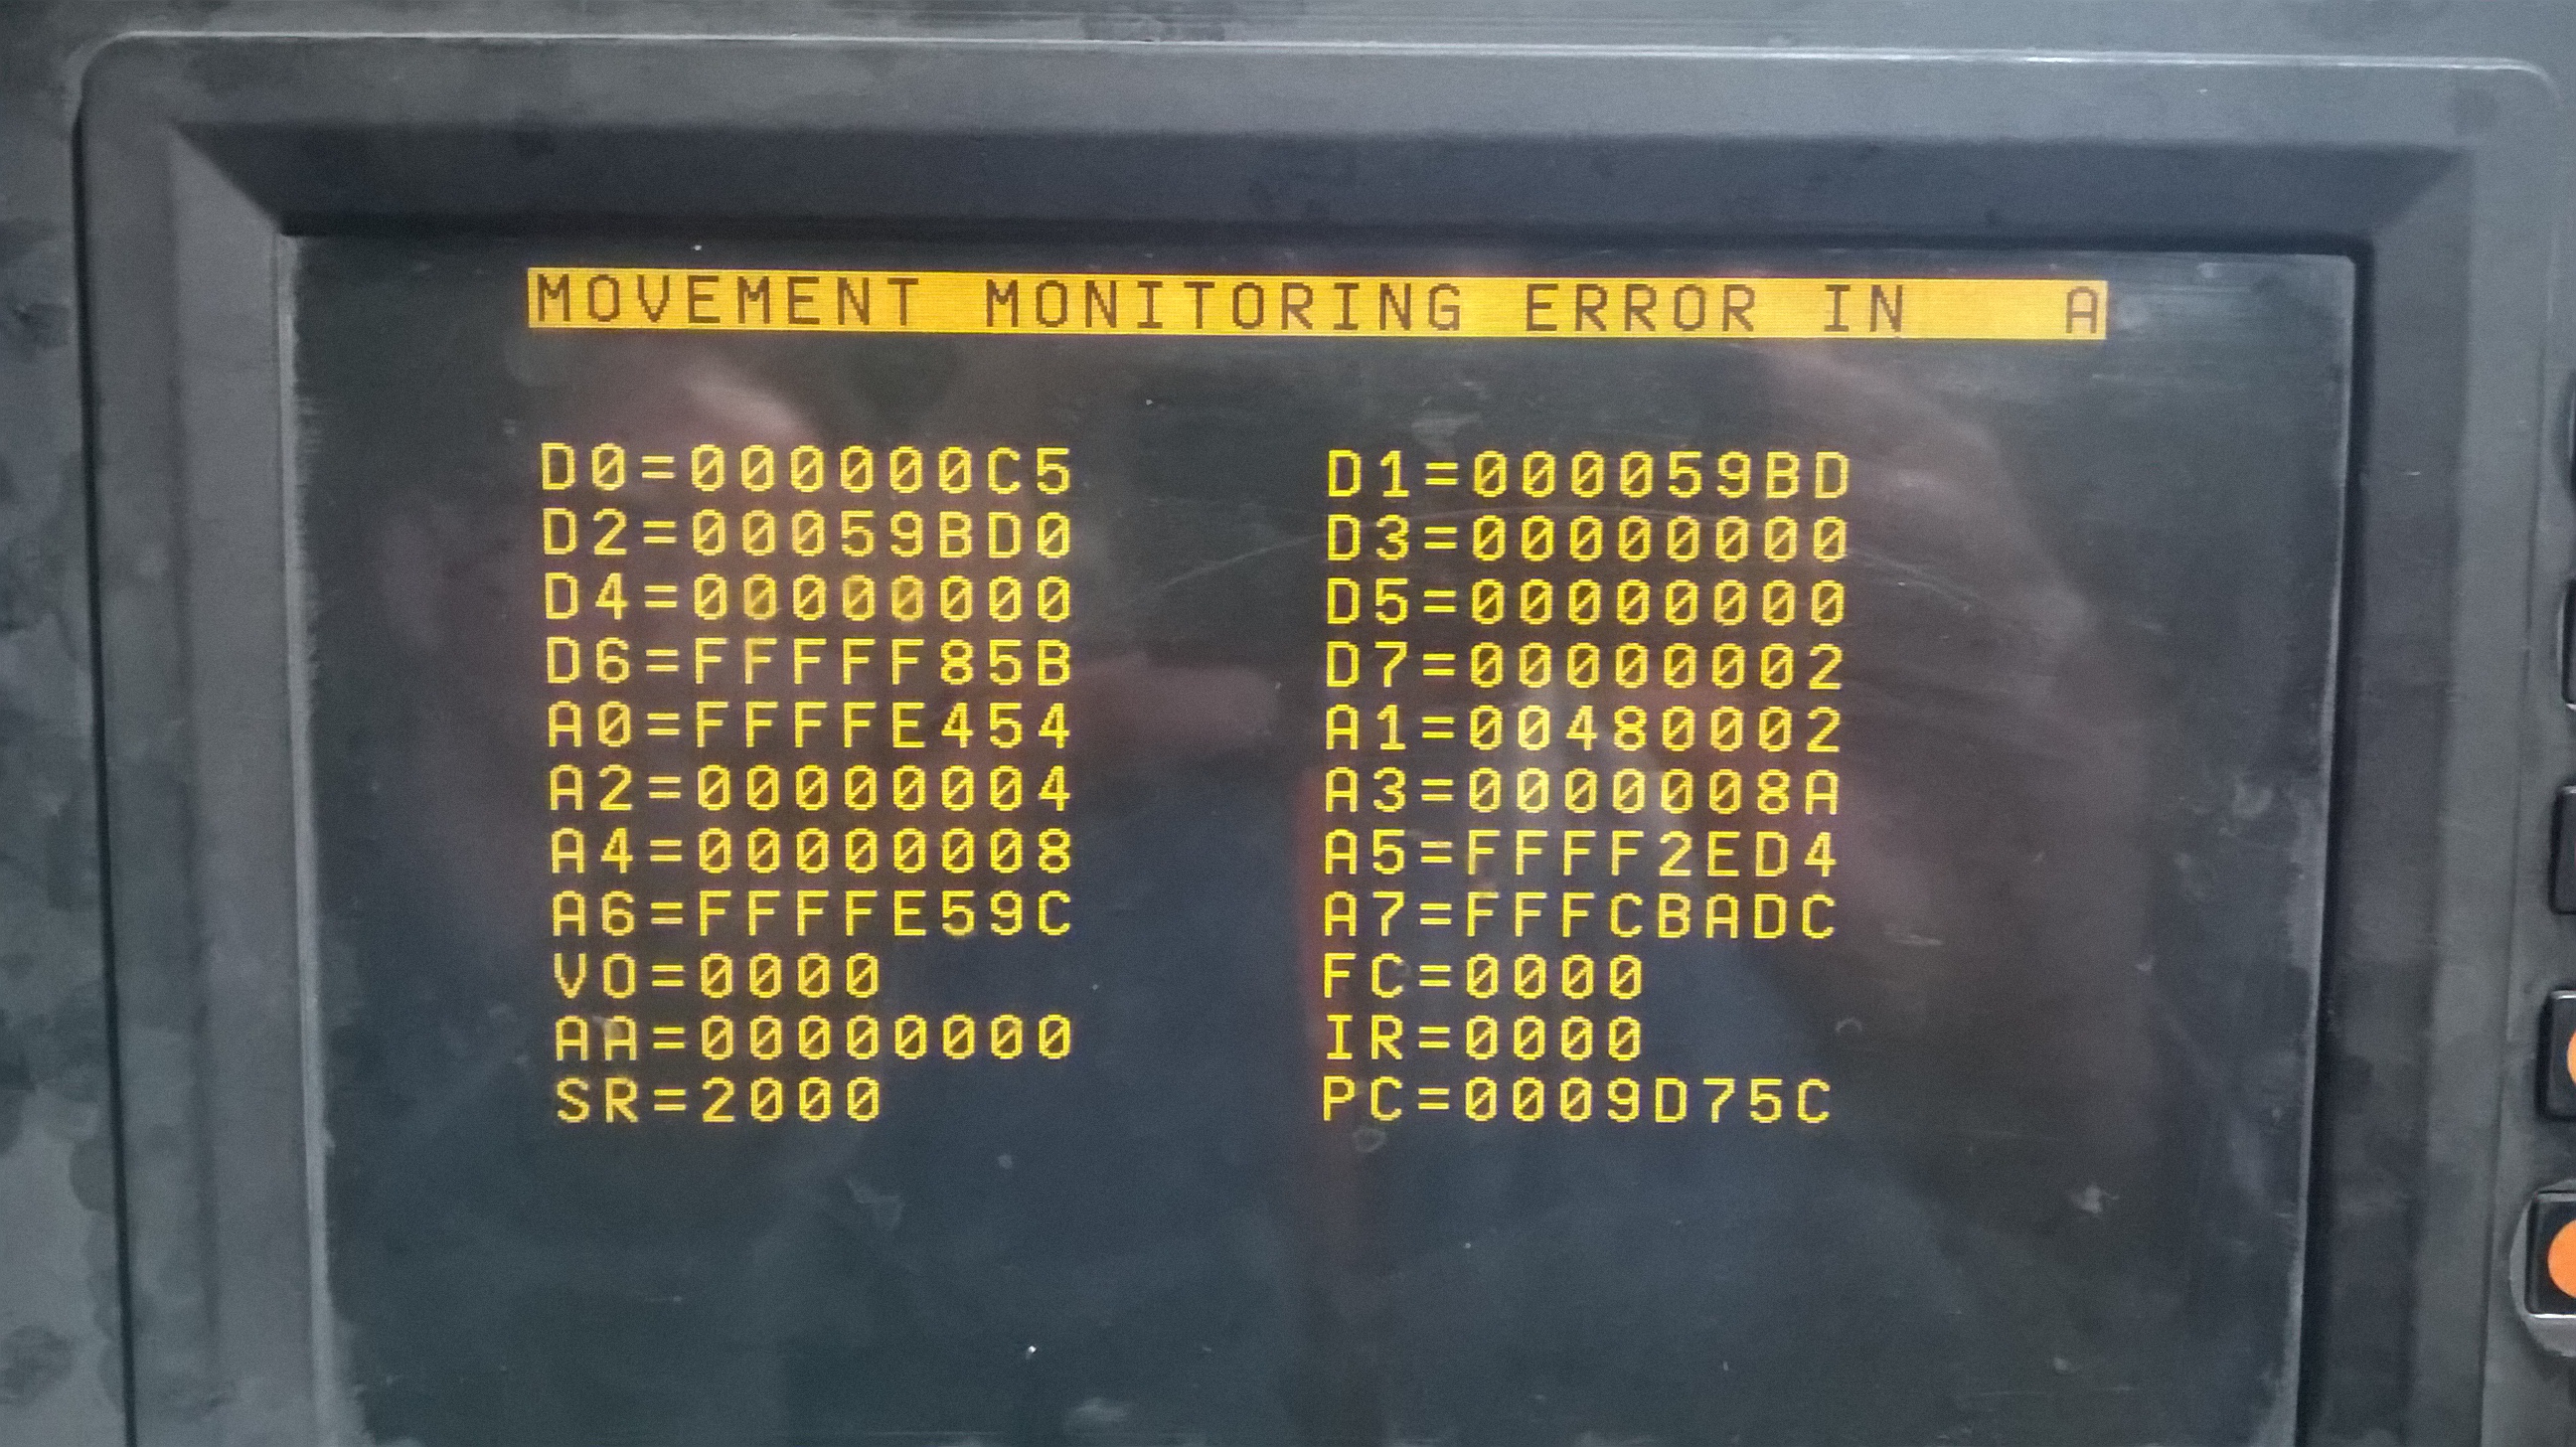 MOVEMENT MONITORING ERROR IN A
D0=000000C5 D1=000059BD
D2=00059BD0 D3=00000000
D4=00000000 D5=00000000
D6=FFFFF85B D7=00000002
A0=FFFFE454 A1=00480002
A2=00000004 A3=0000008A
A4=00000008 A5=FFFF2ED4
A6=FFFFE59C A7=FFFCBADC
VO=0000 FC=0000
AA=00000000 IR=0000
SR=2000 PC=0009D75C